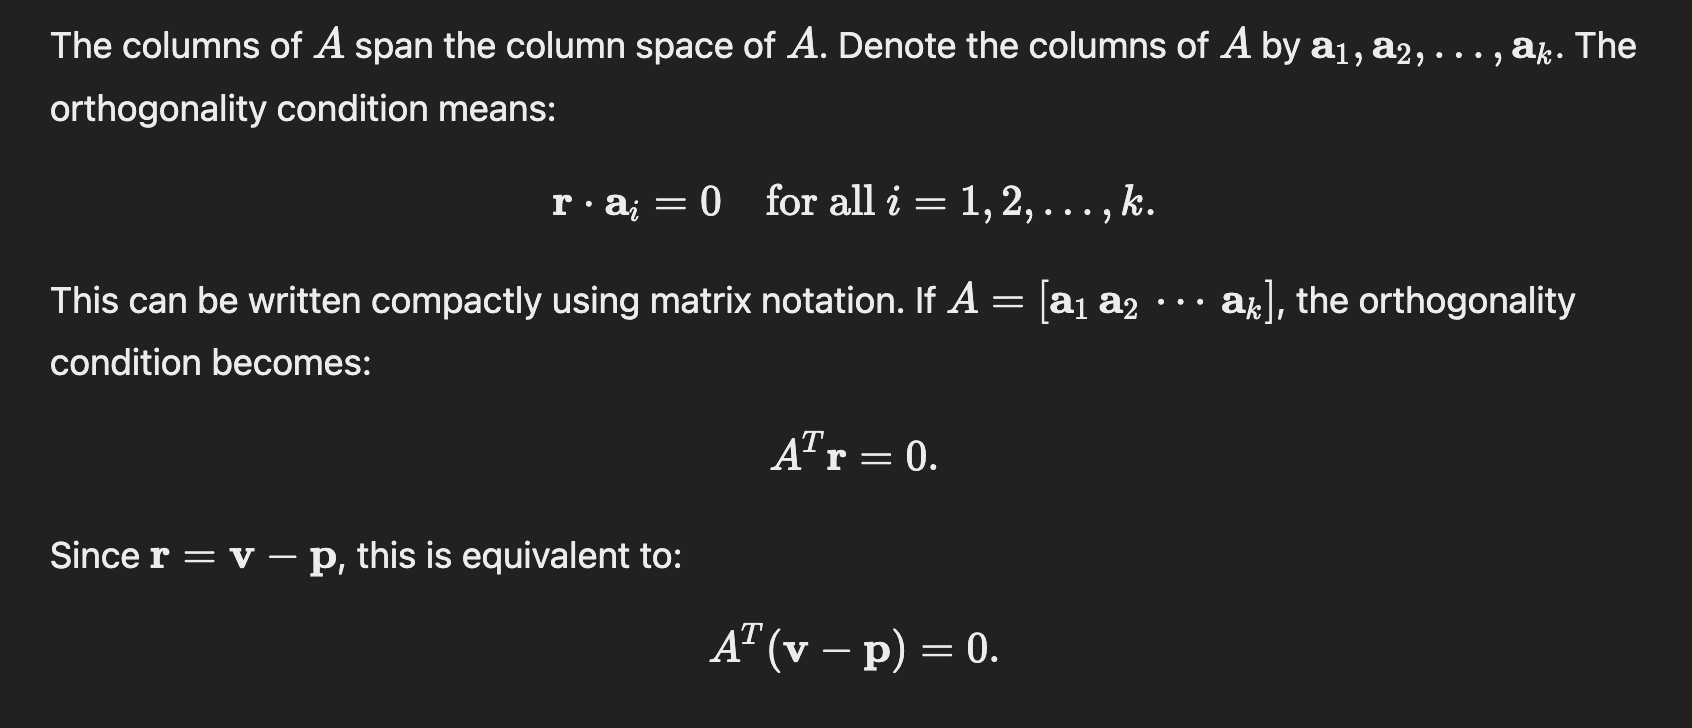 The columns of A span the column space of A. Denote the columns of A by a₁, a₂, . . . , aₖ. The
orthogonality condition means:
r · aᵢ = 0 for all i = 1, 2, . . . , k.
This can be written compactly using matrix notation. If A = [a₁ a₂ ⋯ aₖ], the orthogonality
condition becomes:
Aᵀr = 0.
Since r = v − p, this is equivalent to:
Aᵀ(v − p) = 0.